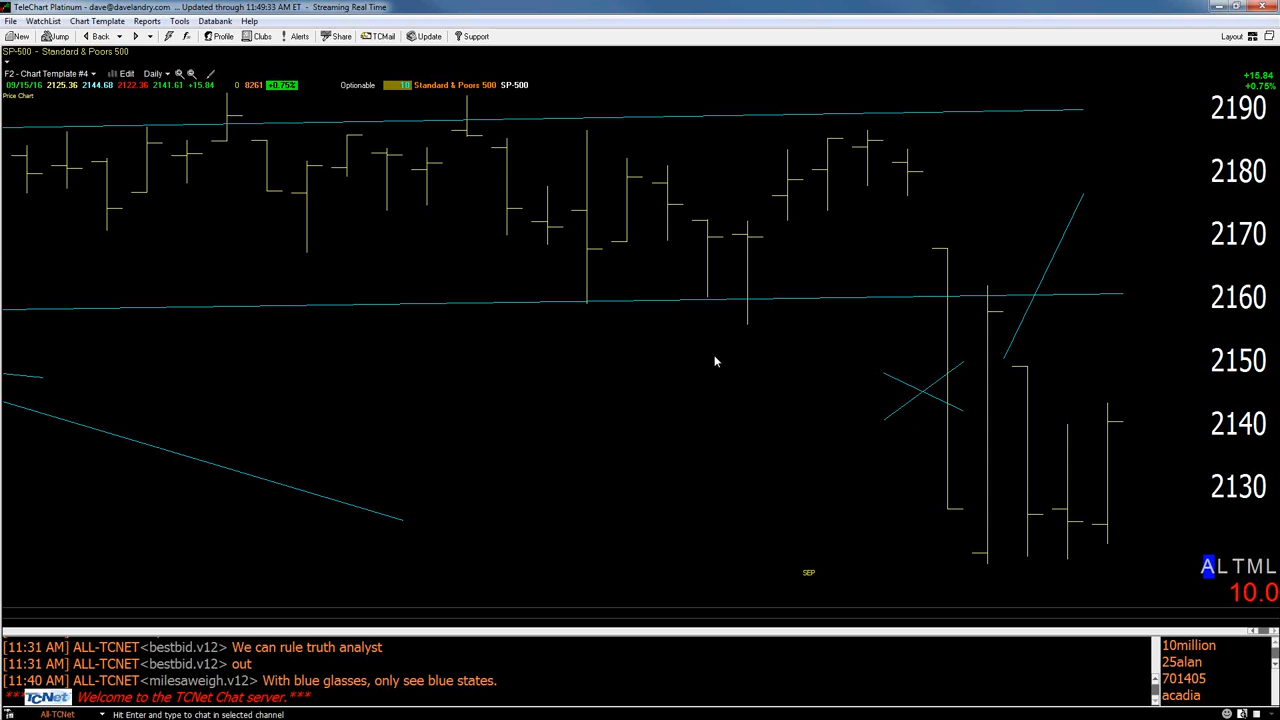 TeleChart Platinum - dave@davelandry.com ... Updated through 11:49:33 AM ET - Streaming Real Time
File WatchList Chart Template Reports Tools Databank Help
New Jump Back Profile Clubs Alerts Share TCMail Update Support Layout
SP-500 - Standard & Poors 500
F2 - Chart Template #4 Edit Daily +15.84
09/15/16 2125.36 2144.68 2122.36 2141.61 +15.84 0 8261 +0.75% Optionable 10 Standard & Poors 500 SP-500 +0.75%
Price Chart
2190
2180
2170
2160
2150
2140
2130
SEP
ALTML
10.0
[11:31 AM] ALL-TCNET<bestbid.v12> We can rule truth analyst
[11:31 AM] ALL-TCNET<bestbid.v12> out
[11:40 AM] ALL-TCNET<milesaweigh.v12> With blue glasses, only see blue states.
TCNet Welcome to the TCNet Chat server.***
10million
25alan
701405
acadia
All-TCNet Hit Enter and type to chat in selected channel